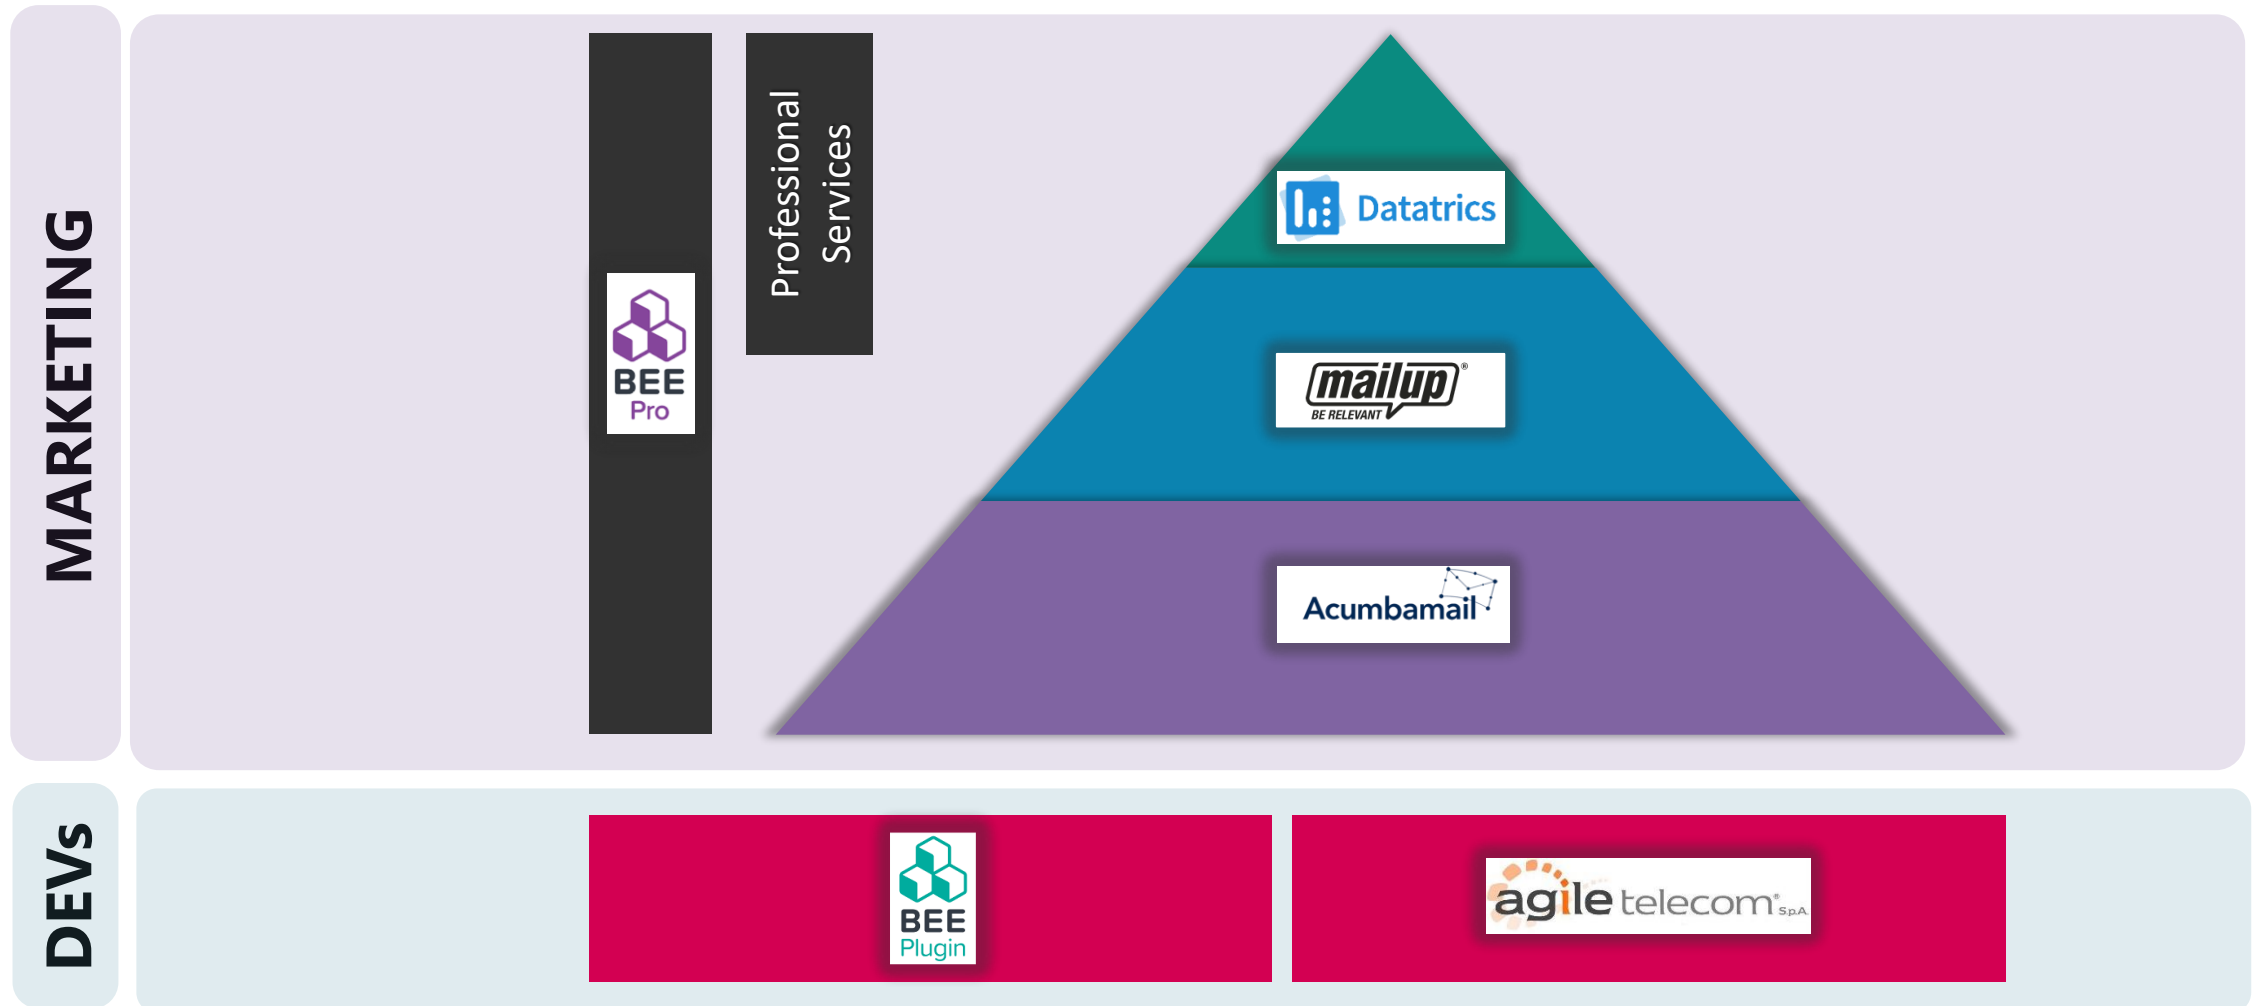 MARKETING
Professional
Services
BEE
Pro
Datatrics
mailup®
BE RELEVANT
Acumbamail
DEVs
BEE
Plugin
agile telecom® S.p.A.